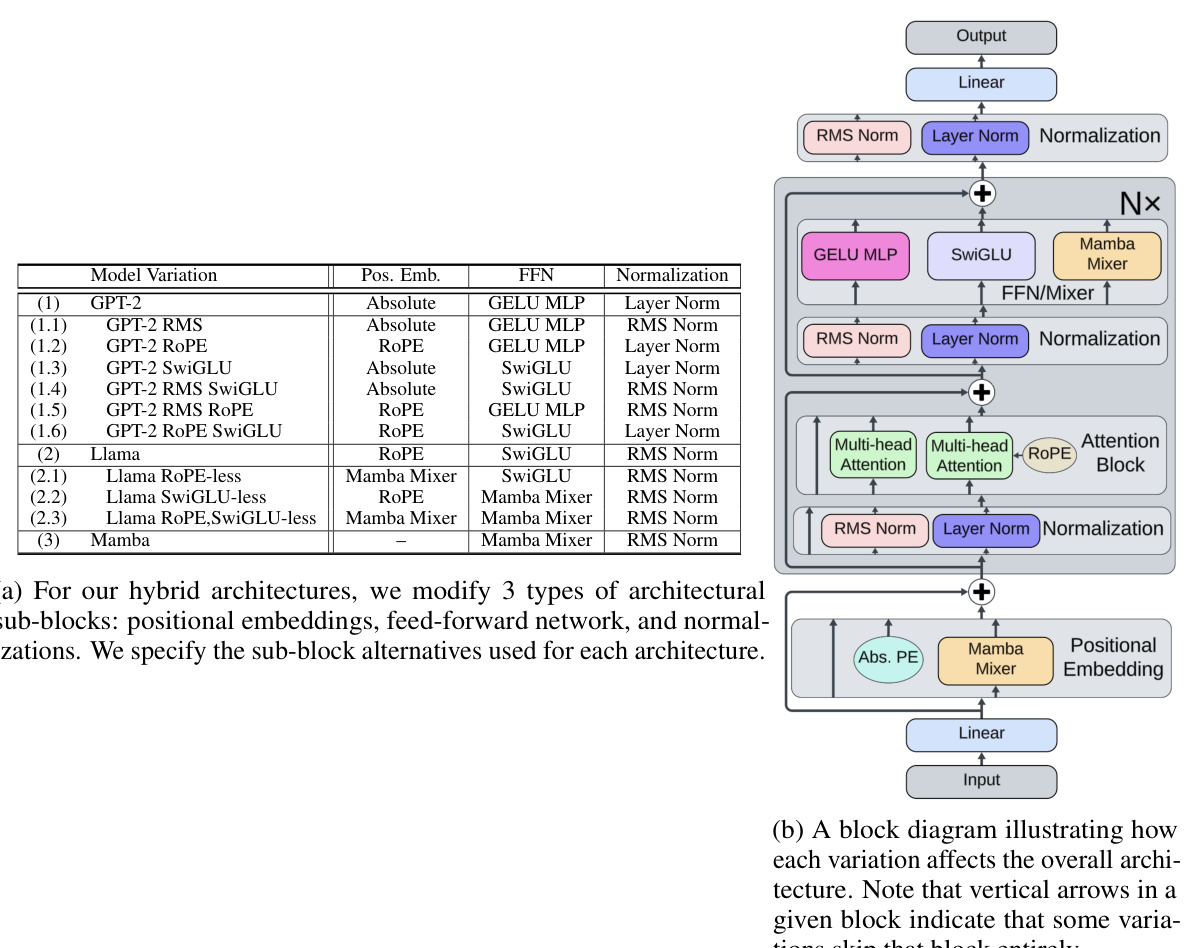 Model Variation Pos. Emb. FFN Normalization
(1) GPT-2 Absolute GELU MLP Layer Norm
(1.1) GPT-2 RMS Absolute GELU MLP RMS Norm
(1.2) GPT-2 RoPE RoPE GELU MLP Layer Norm
(1.3) GPT-2 SwiGLU Absolute SwiGLU Layer Norm
(1.4) GPT-2 RMS SwiGLU Absolute SwiGLU RMS Norm
(1.5) GPT-2 RMS RoPE RoPE GELU MLP RMS Norm
(1.6) GPT-2 RoPE SwiGLU RoPE SwiGLU Layer Norm
(2) Llama RoPE SwiGLU RMS Norm
(2.1) Llama RoPE-less Mamba Mixer SwiGLU RMS Norm
(2.2) Llama SwiGLU-less RoPE Mamba Mixer RMS Norm
(2.3) Llama RoPE,SwiGLU-less Mamba Mixer Mamba Mixer RMS Norm
(3) Mamba – Mamba Mixer RMS Norm
a) For our hybrid architectures, we modify 3 types of architectural
sub-blocks: positional embeddings, feed-forward network, and normal-
izations. We specify the sub-block alternatives used for each architecture.
Output
Linear
RMS Norm Layer Norm Normalization
N×
GELU MLP SwiGLU Mamba
Mixer
FFN/Mixer
RMS Norm Layer Norm Normalization
Multi-head
Attention
Multi-head
Attention
RoPE
Attention
Block
RMS Norm Layer Norm Normalization
Abs. PE
Mamba
Mixer
Positional
Embedding
Linear
Input
(b) A block diagram illustrating how
each variation affects the overall archi-
tecture. Note that vertical arrows in a
given block indicate that some varia-
tions skip that block entirely